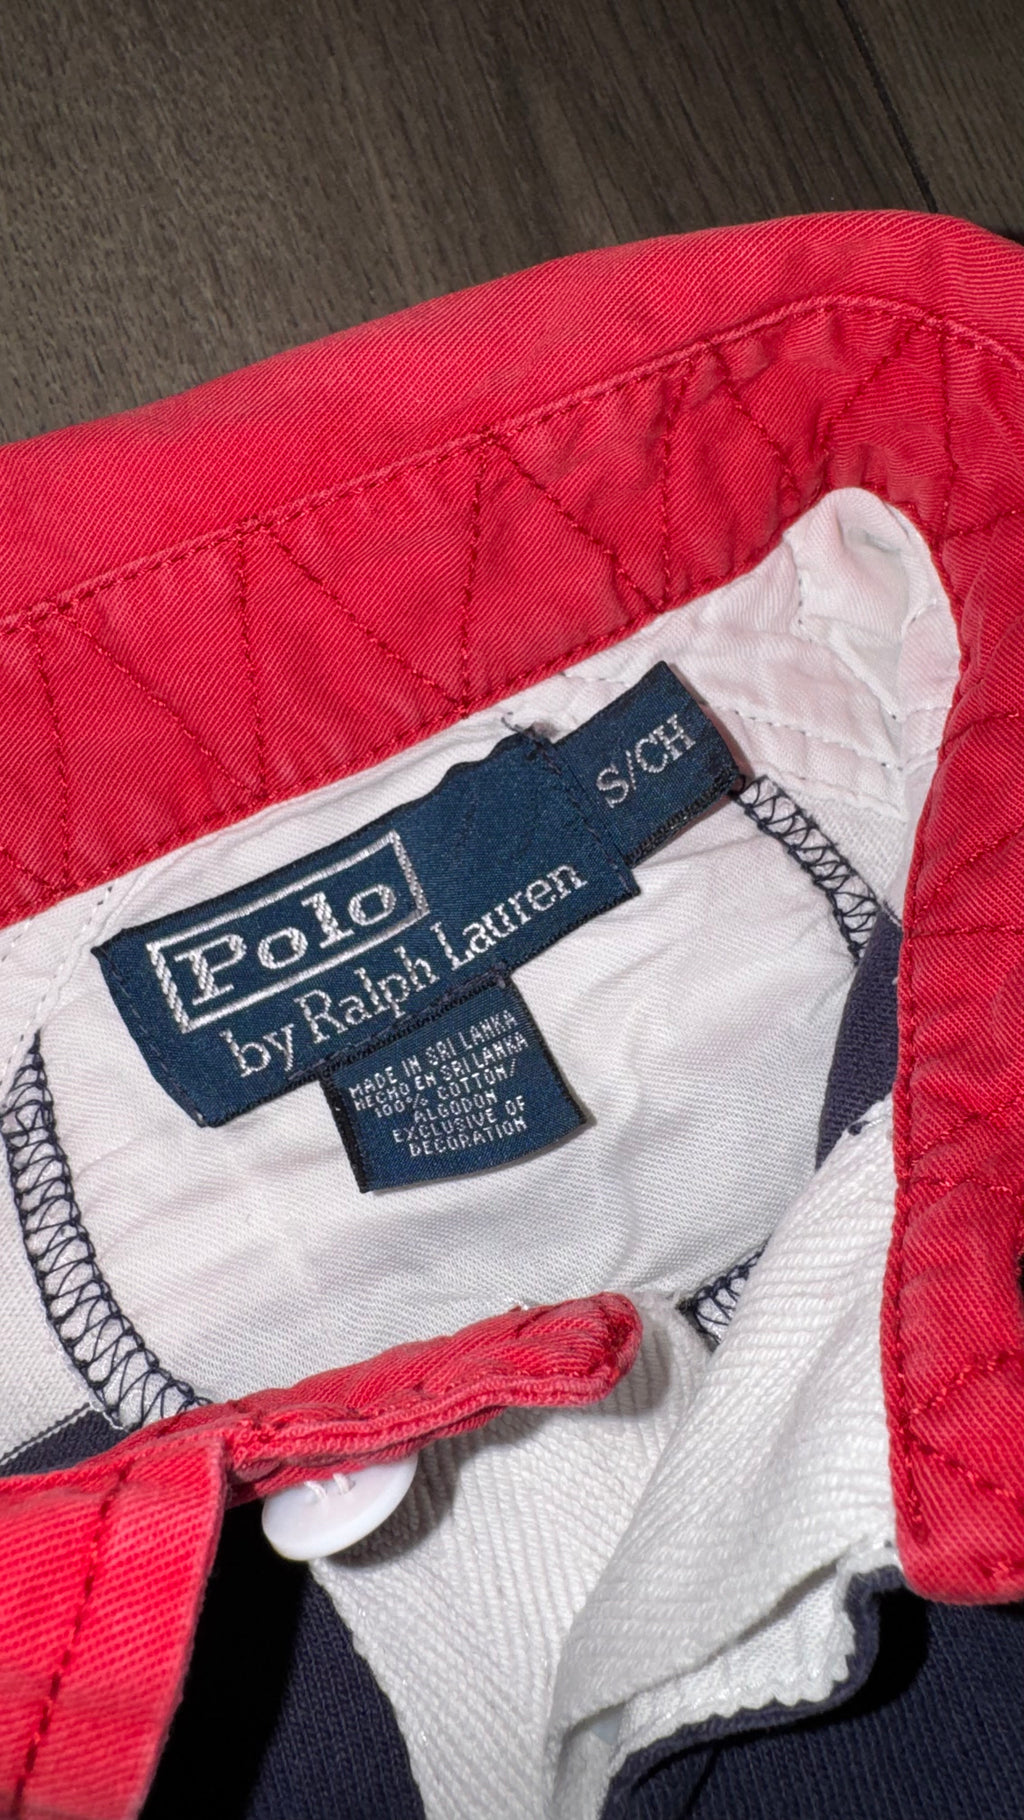 Polo
by Ralph Lauren
S/CH
MADE IN SRI LANKA
HECHO EN SRI LANKA
100% COTTON/
ALGODON
EXCLUSIVE OF
DECORATION